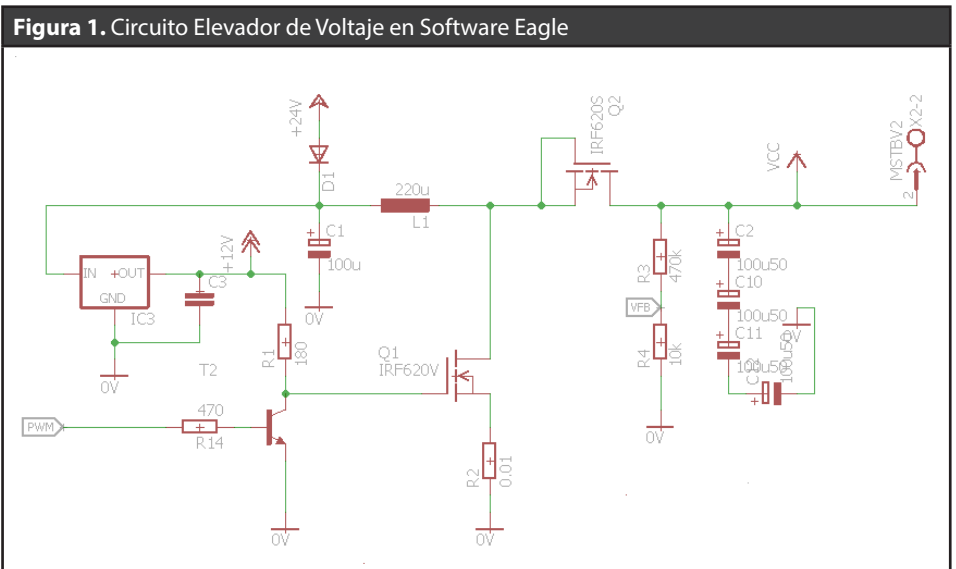 Figura 1. Circuito Elevador de Voltaje en Software Eagle
+24V
D1
IRF620S
Q2
VCC
MSTBV2
X2-2
2
220u
L1
+
C1
100u
0V
+12V
IN
+OUT
GND
IC3
C3
0V
R1
180
T2
Q1
IRF620V
PWM
470
+
R14
0V
R2
0.01
0V
R3
470k
VFB
R4
10k
0V
+
C2
100u50
+
C10
100u50
+
C11
100u50
+
100u50
0V